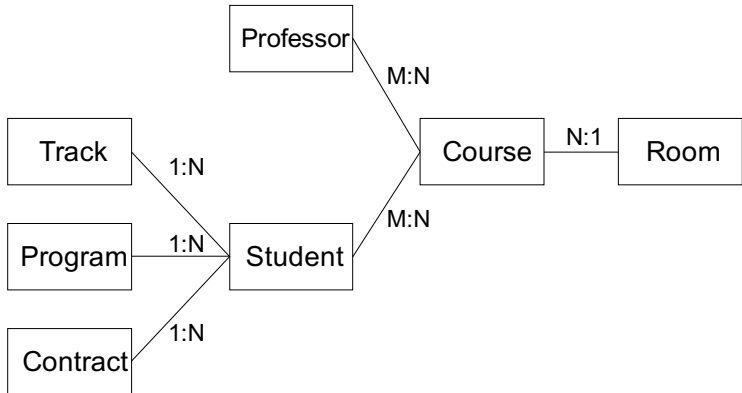 Professor
M:N
Track
1:N
Course
N:1
Room
M:N
Program
1:N
Student
1:N
Contract